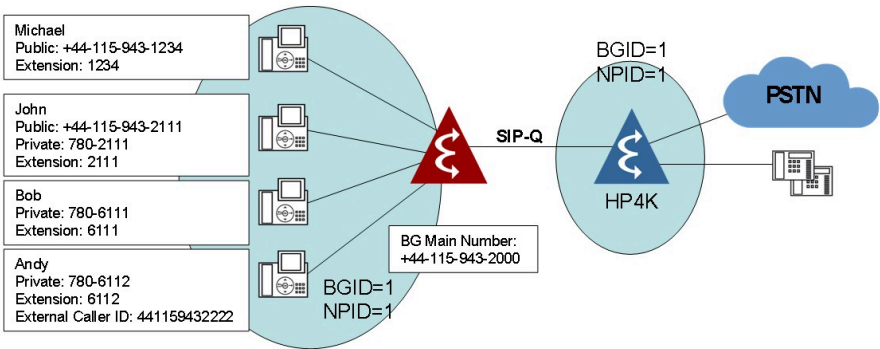 Michael
Public: +44-115-943-1234
Extension: 1234
John
Public: +44-115-943-2111
Private: 780-2111
Extension: 2111
Bob
Private: 780-6111
Extension: 6111
Andy
Private: 780-6112
Extension: 6112
External Caller ID: 441159432222
BGID=1
NPID=1
BG Main Number:
+44-115-943-2000
SIP-Q
BGID=1
NPID=1
HP4K
PSTN